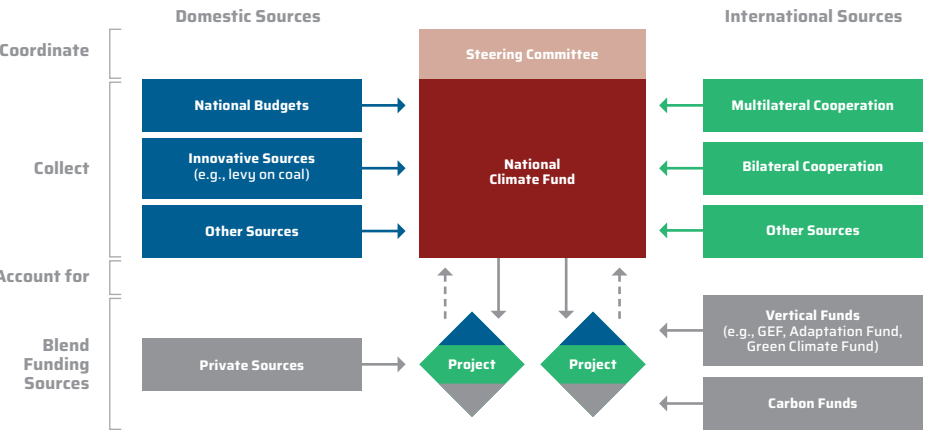 Domestic Sources
International Sources
Coordinate
Steering Committee
National Budgets
Multilateral Cooperation
Collect
Innovative Sources
(e.g., levy on coal)
National
Climate Fund
Bilateral Cooperation
Other Sources
Other Sources
Account for
Blend
Funding
Sources
Private Sources
Project
Project
Vertical Funds
(e.g., GEF, Adaptation Fund,
Green Climate Fund)
Carbon Funds